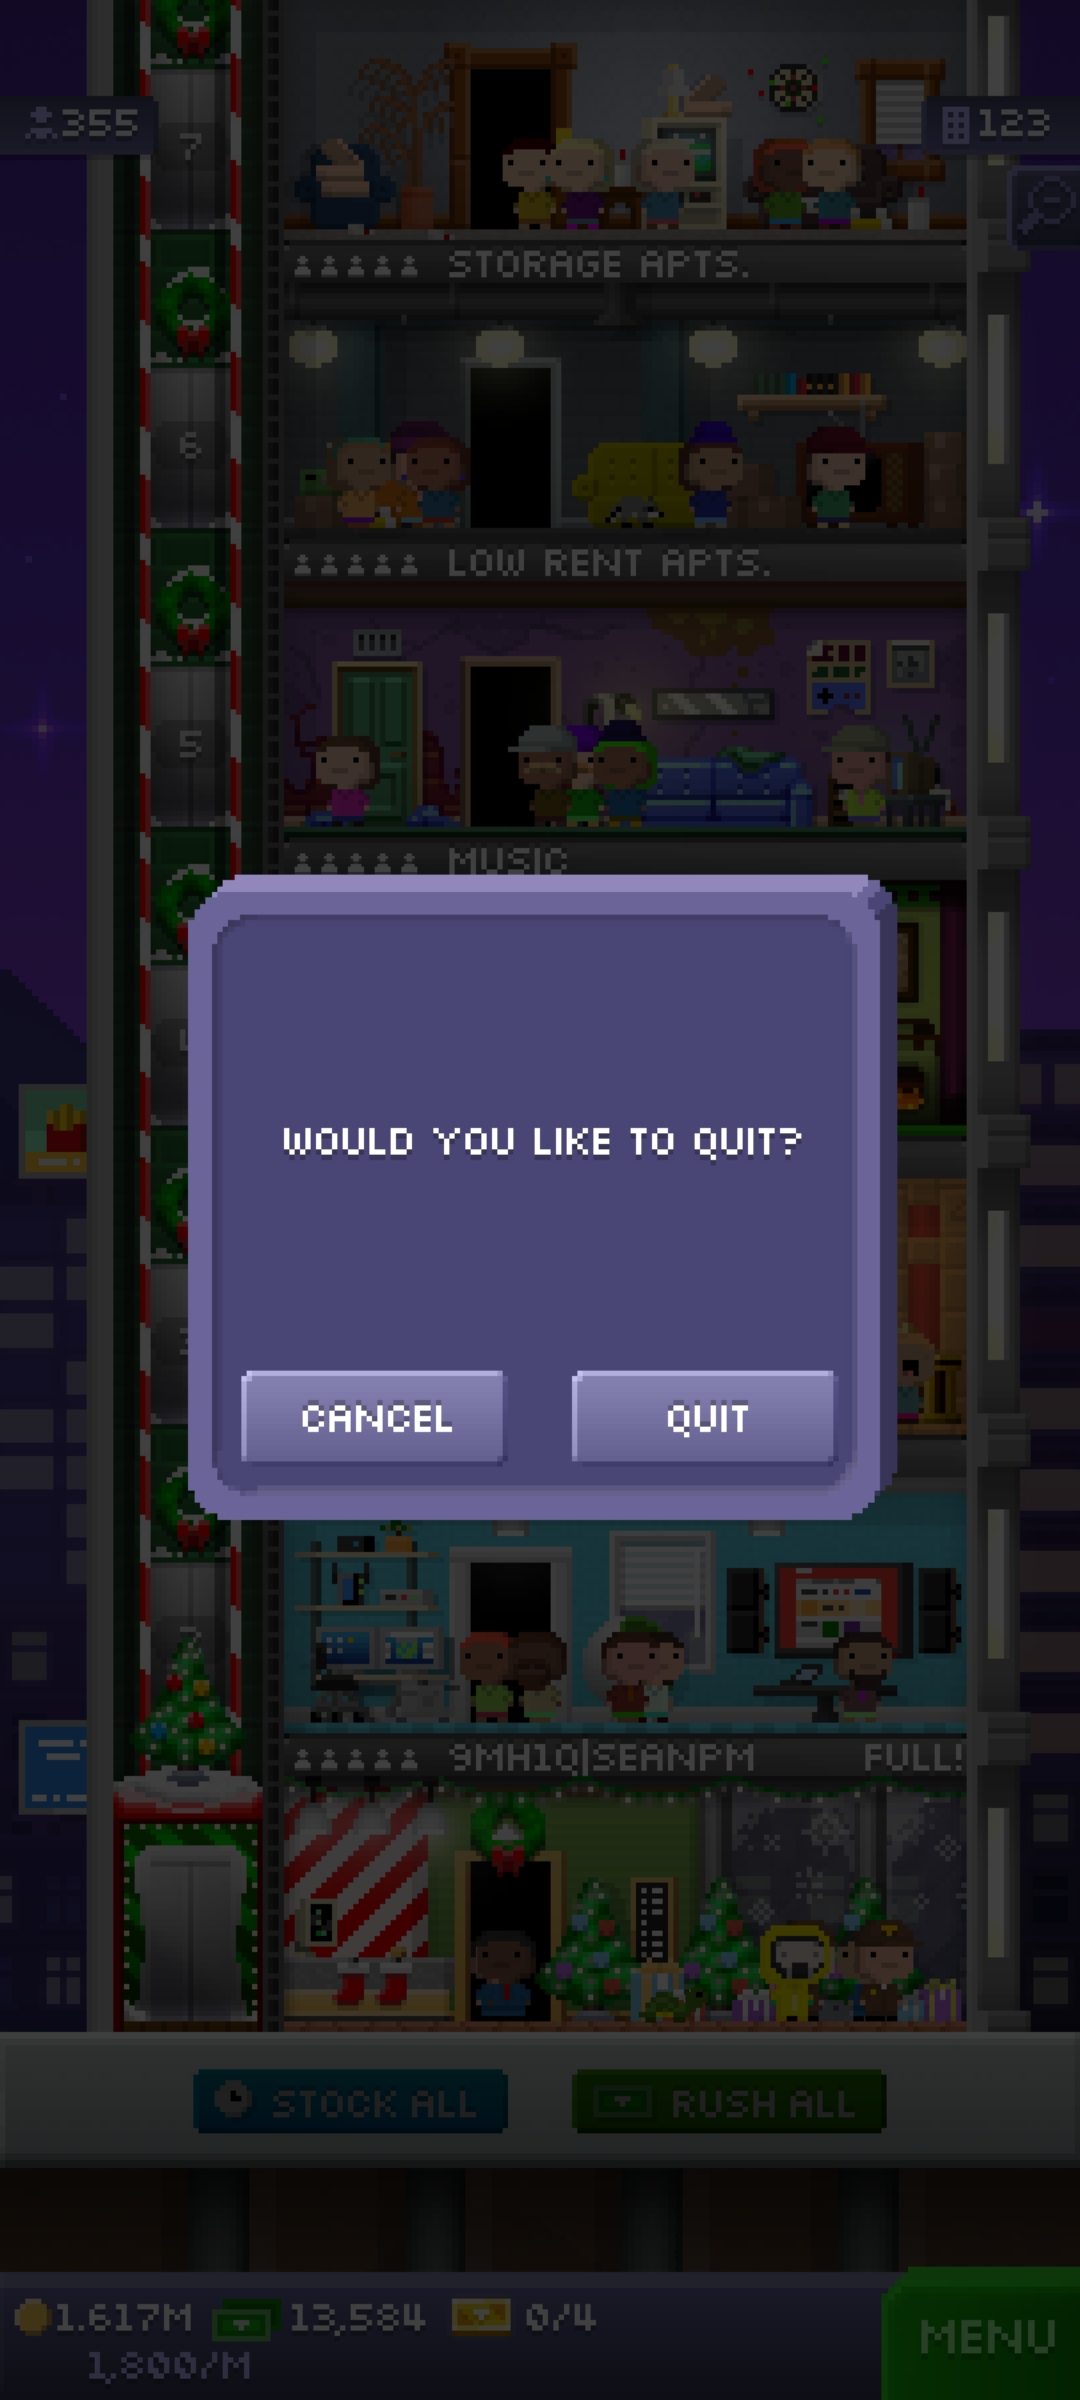 355
7
123
STORAGE APTS.
6
LOW RENT APTS.
5
MUSIC
WOULD YOU LIKE TO QUIT?
CANCEL
QUIT
9MH1Q|SEANPM
FULL!
STOCK ALL
RUSH ALL
1.617M
13,584
0/4
1,800/M
MENU